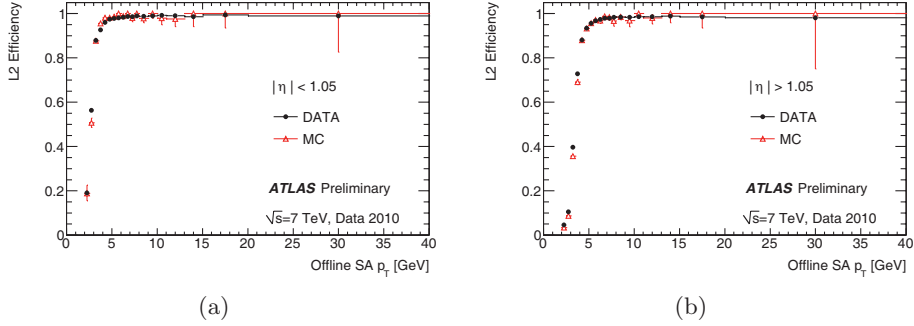 L2 Efficiency
1
0.8
0.6
0.4
0.2
0
|η| < 1.05
DATA
MC
ATLAS Preliminary
√s=7 TeV, Data 2010
0 5 10 15 20 25 30 35 40
Offline SA p_T [GeV]
(a)
L2 Efficiency
1
0.8
0.6
0.4
0.2
0
|η| > 1.05
DATA
MC
ATLAS Preliminary
√s=7 TeV, Data 2010
0 5 10 15 20 25 30 35 40
Offline SA p_T [GeV]
(b)